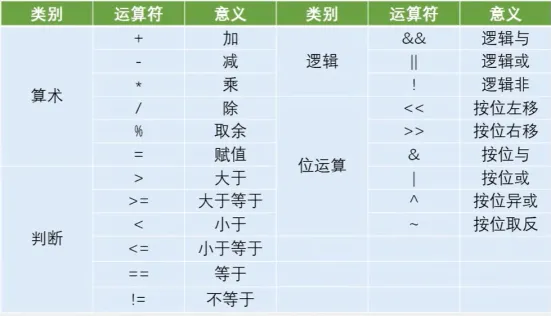 类别 运算符 意义 类别 运算符 意义
算术 + 加 逻辑 && 逻辑与
- 减 || 逻辑或
* 乘 ! 逻辑非
/ 除 位运算 << 按位左移
% 取余 >> 按位右移
= 赋值 & 按位与
判断 > 大于 | 按位或
>= 大于等于 ^ 按位异或
< 小于 ~ 按位取反
<= 小于等于
== 等于
!= 不等于